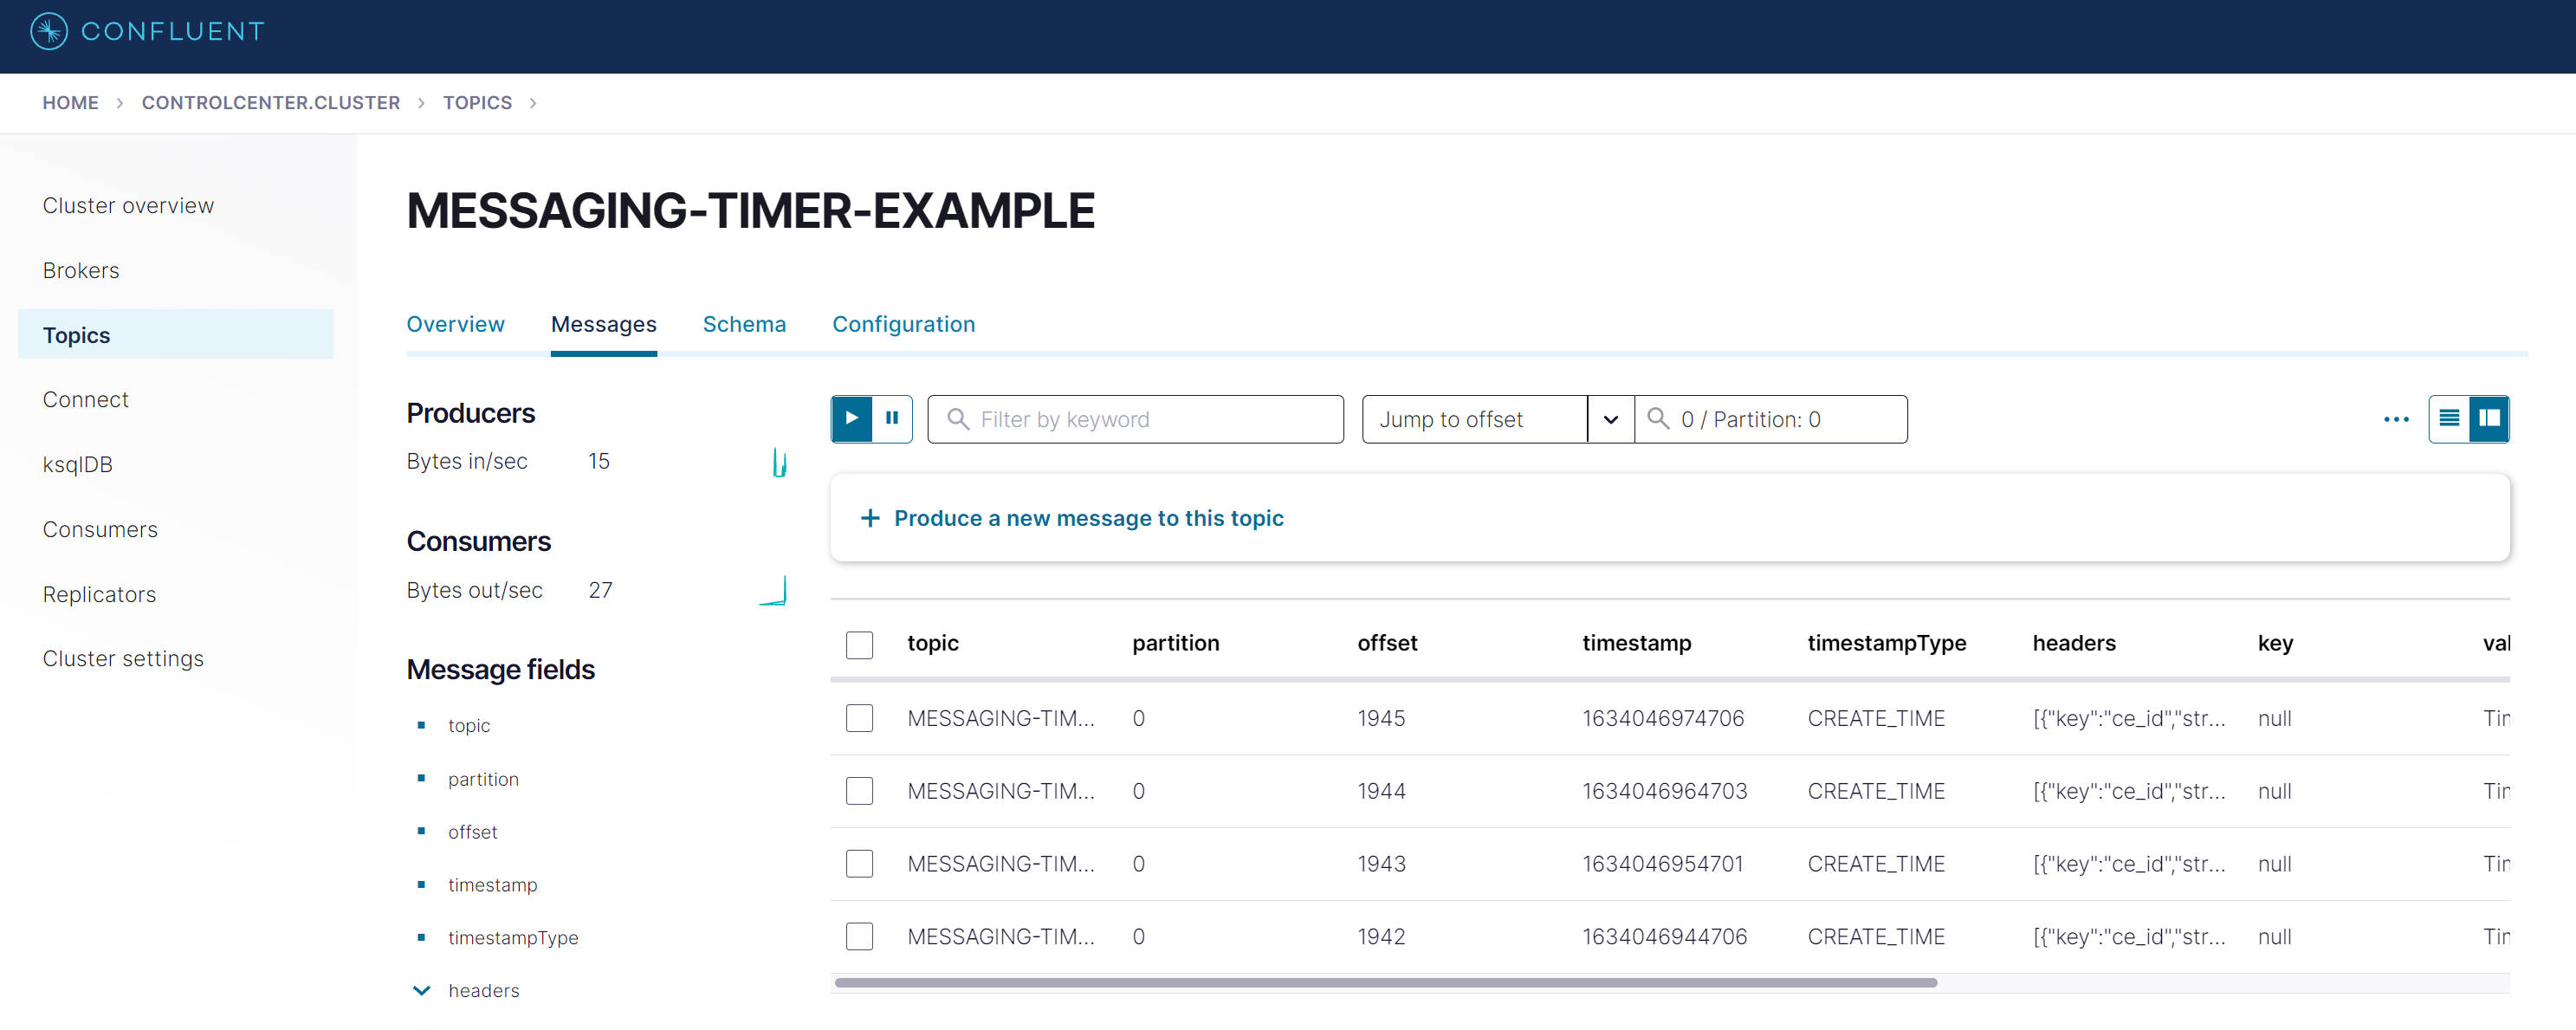 CONFLUENT
HOME > CONTROLCENTER.CLUSTER > TOPICS >
Cluster overview
Brokers
Topics
Connect
ksqlDB
Consumers
Replicators
Cluster settings
MESSAGING-TIMER-EXAMPLE
Overview Messages Schema Configuration
Producers
Bytes in/sec 15
Consumers
Bytes out/sec 27
Message fields
topic
partition
offset
timestamp
timestampType
headers
Filter by keyword
Jump to offset
0 / Partition: 0
+ Produce a new message to this topic
topic partition offset timestamp timestampType headers key val
MESSAGING-TIM... 0 1945 1634046974706 CREATE_TIME [{"key":"ce_id","str... null Tim
MESSAGING-TIM... 0 1944 1634046964703 CREATE_TIME [{"key":"ce_id","str... null Tim
MESSAGING-TIM... 0 1943 1634046954701 CREATE_TIME [{"key":"ce_id","str... null Tim
MESSAGING-TIM... 0 1942 1634046944706 CREATE_TIME [{"key":"ce_id","str... null Tim